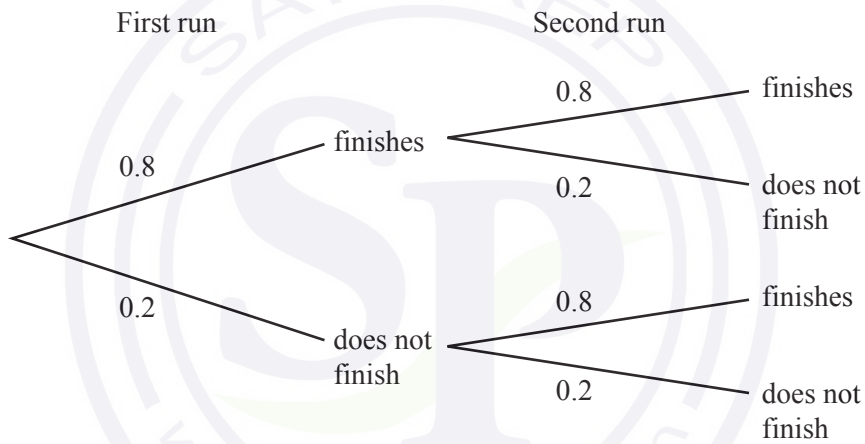 First run
Second run
0.8
finishes
finishes
0.8
0.2
does not
finish
0.2
0.8
finishes
does not
finish
0.2
does not
finish
SP